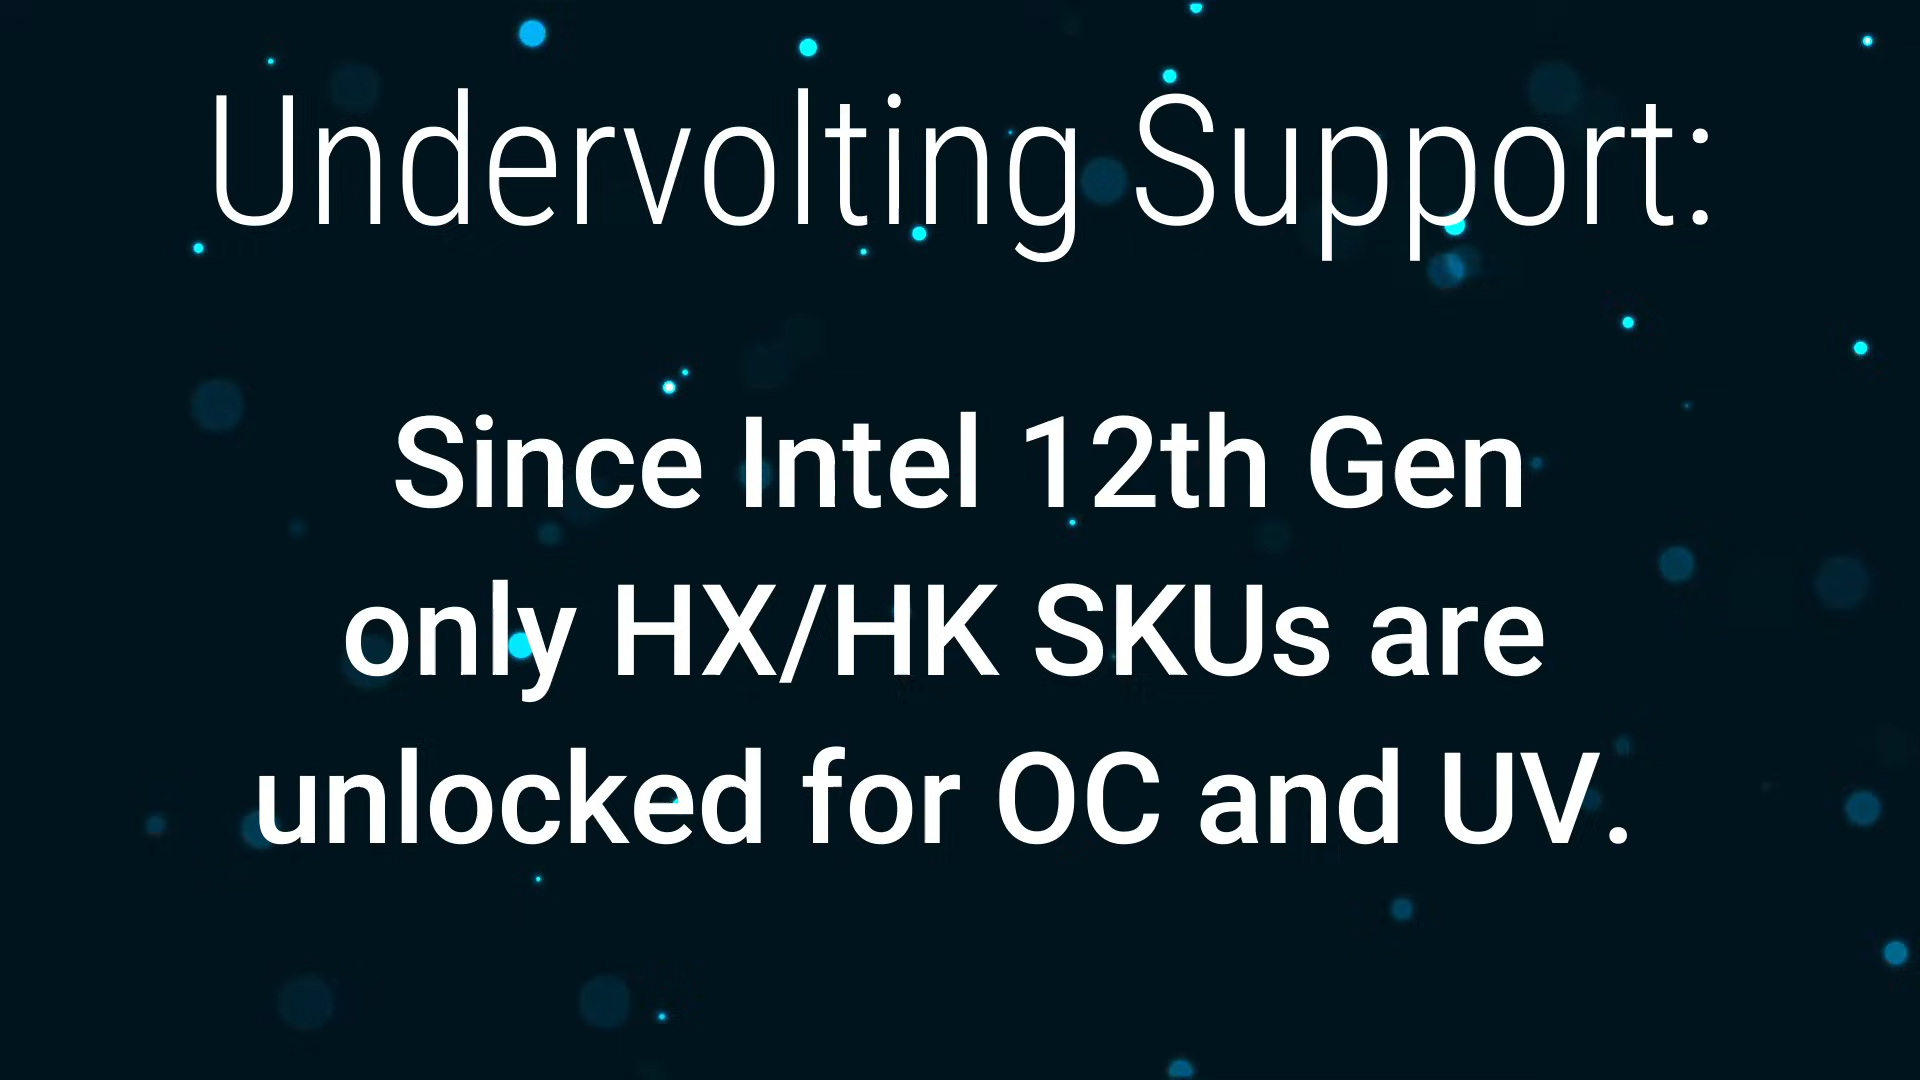 Undervolting Support:
Since Intel 12th Gen
only HX/HK SKUs are
unlocked for OC and UV.